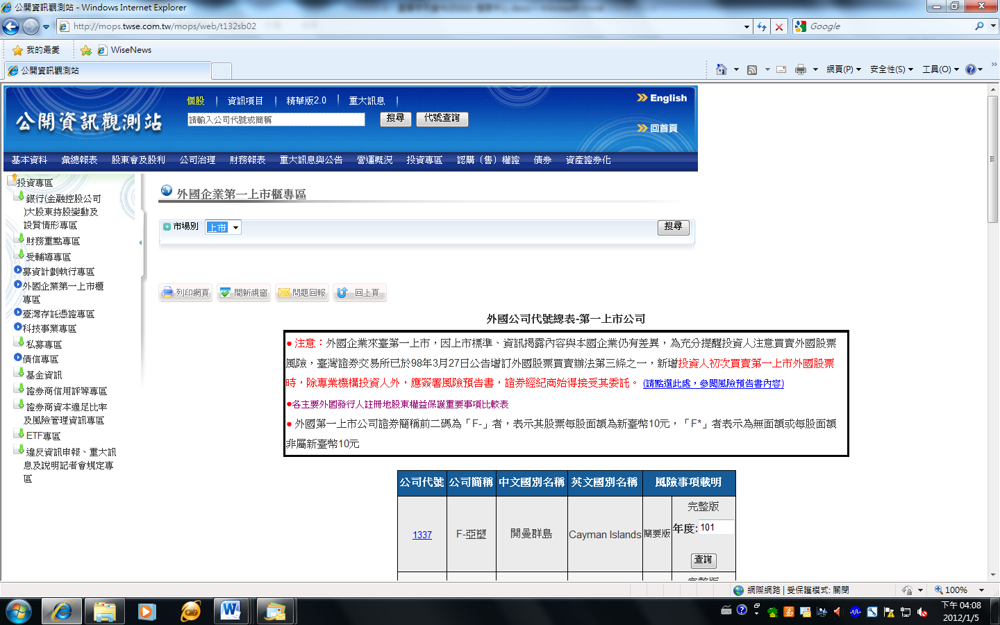 公開資訊觀測站 - Windows Internet Explorer
http://mops.twse.com.tw/mops/web/t132sb02
Google
我的最愛
WiseNews
公開資訊觀測站
網頁(P)
安全性(S)
工具(O)
公開資訊觀測站
個股 | 資訊項目 | 精華版2.0 | 重大訊息 |
請輸入公司代號或簡稱
搜尋
代號查詢
English
回首頁
基本資料 彙總報表 股東會及股利 公司治理 財務報表 重大訊息與公告 營運概況 投資專區 認購〔售〕權證 債券 資產證券化
投資專區
銀行(金融控股公司
)大股東持股變動及
設質情形專區
財務重點專區
受輔導專區
募資計劃執行專區
外國企業第一上市櫃
專區
臺灣存託憑證專區
科技事業專區
私募專區
債信專區
基金資訊
證券商信用評等專區
證券商資本適足比率
及風險管理資訊專區
ETF專區
違反資訊申報、重大訊
息及說明記者會規定專
區
外國企業第一上市櫃專區
市場別 上市
搜尋
列印網頁
開新視窗
問題回報
回上頁
外國公司代號總表-第一上市公司
● 注意：外國企業來臺第一上市，因上市標準、資訊揭露內容與本國企業仍有差異，為充分提醒投資人注意買賣外國股票
風險，臺灣證券交易所已於98年3月27日公告增訂外國股票買賣辦法第三條之一，新增投資人初次買賣第一上市外國股票
時，除專業機構投資人外，應簽署風險預告書，證券經紀商始得接受其委託。 (請點選此處，參閱風險預告書內容)
●各主要外國發行人註冊地股東權益保護重要事項比較表
● 外國第一上市公司證券簡稱前二碼為「F-」者，表示其股票每股面額為新臺幣10元，「F*」者表示為無面額或每股面額
非屬新臺幣10元
公司代號 公司簡稱 中文國別名稱 英文國別名稱 風險事項載明
1337 F-亞塑 開曼群島 Cayman Islands 簡要版
完整版
年度: 101
查詢
完整版
網際網路 | 受保護模式: 關閉
100%
下午 04:08
2012/1/5